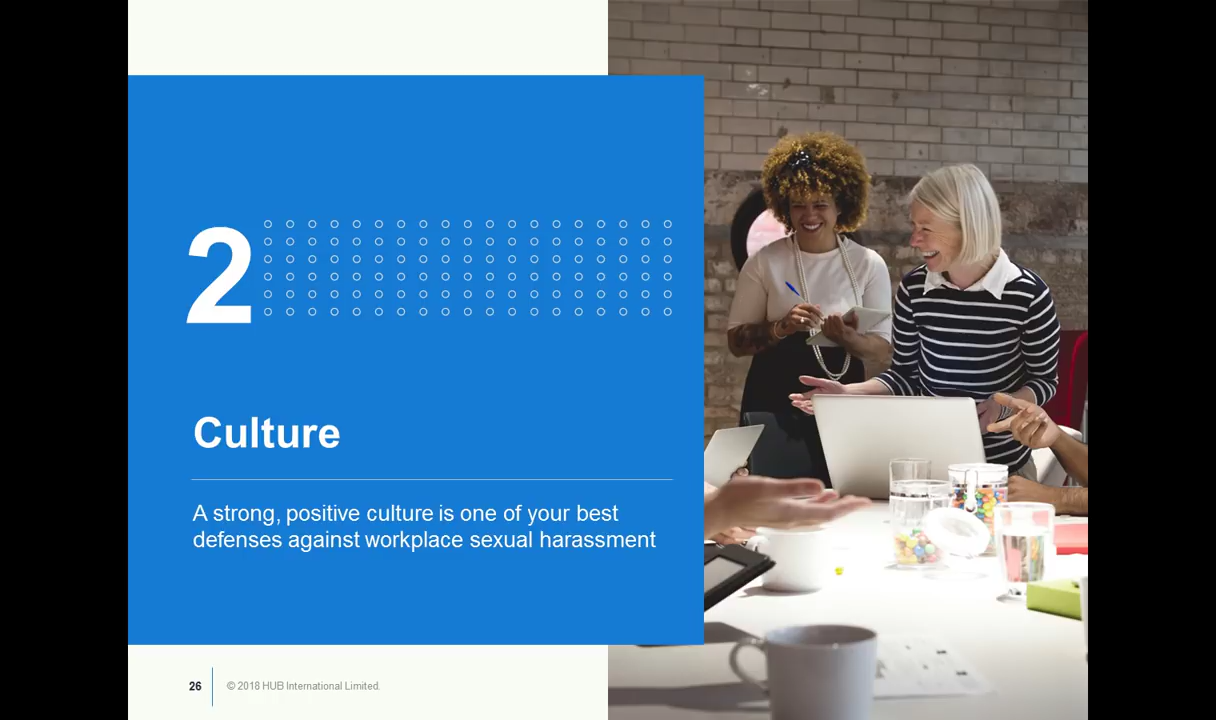 2
Culture
A strong, positive culture is one of your best
defenses against workplace sexual harassment
26
© 2018 HUB International Limited.